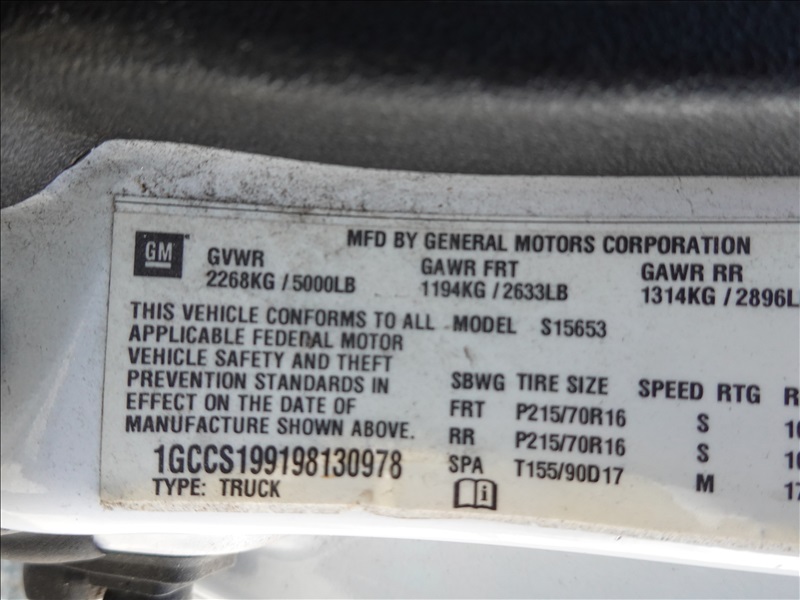 GM
MFD BY GENERAL MOTORS CORPORATION
GVWR GAWR FRT GAWR RR
2268KG / 5000LB 1194KG / 2633LB 1314KG / 2896L
THIS VEHICLE CONFORMS TO ALL
APPLICABLE FEDERAL MOTOR
VEHICLE SAFETY AND THEFT
PREVENTION STANDARDS IN
EFFECT ON THE DATE OF
MANUFACTURE SHOWN ABOVE.
1GCCS199198130978
TYPE: TRUCK
MODEL S15653
SBWG TIRE SIZE SPEED RTG R
FRT P215/70R16 S
RR P215/70R16 S
SPA T155/90D17 M 17